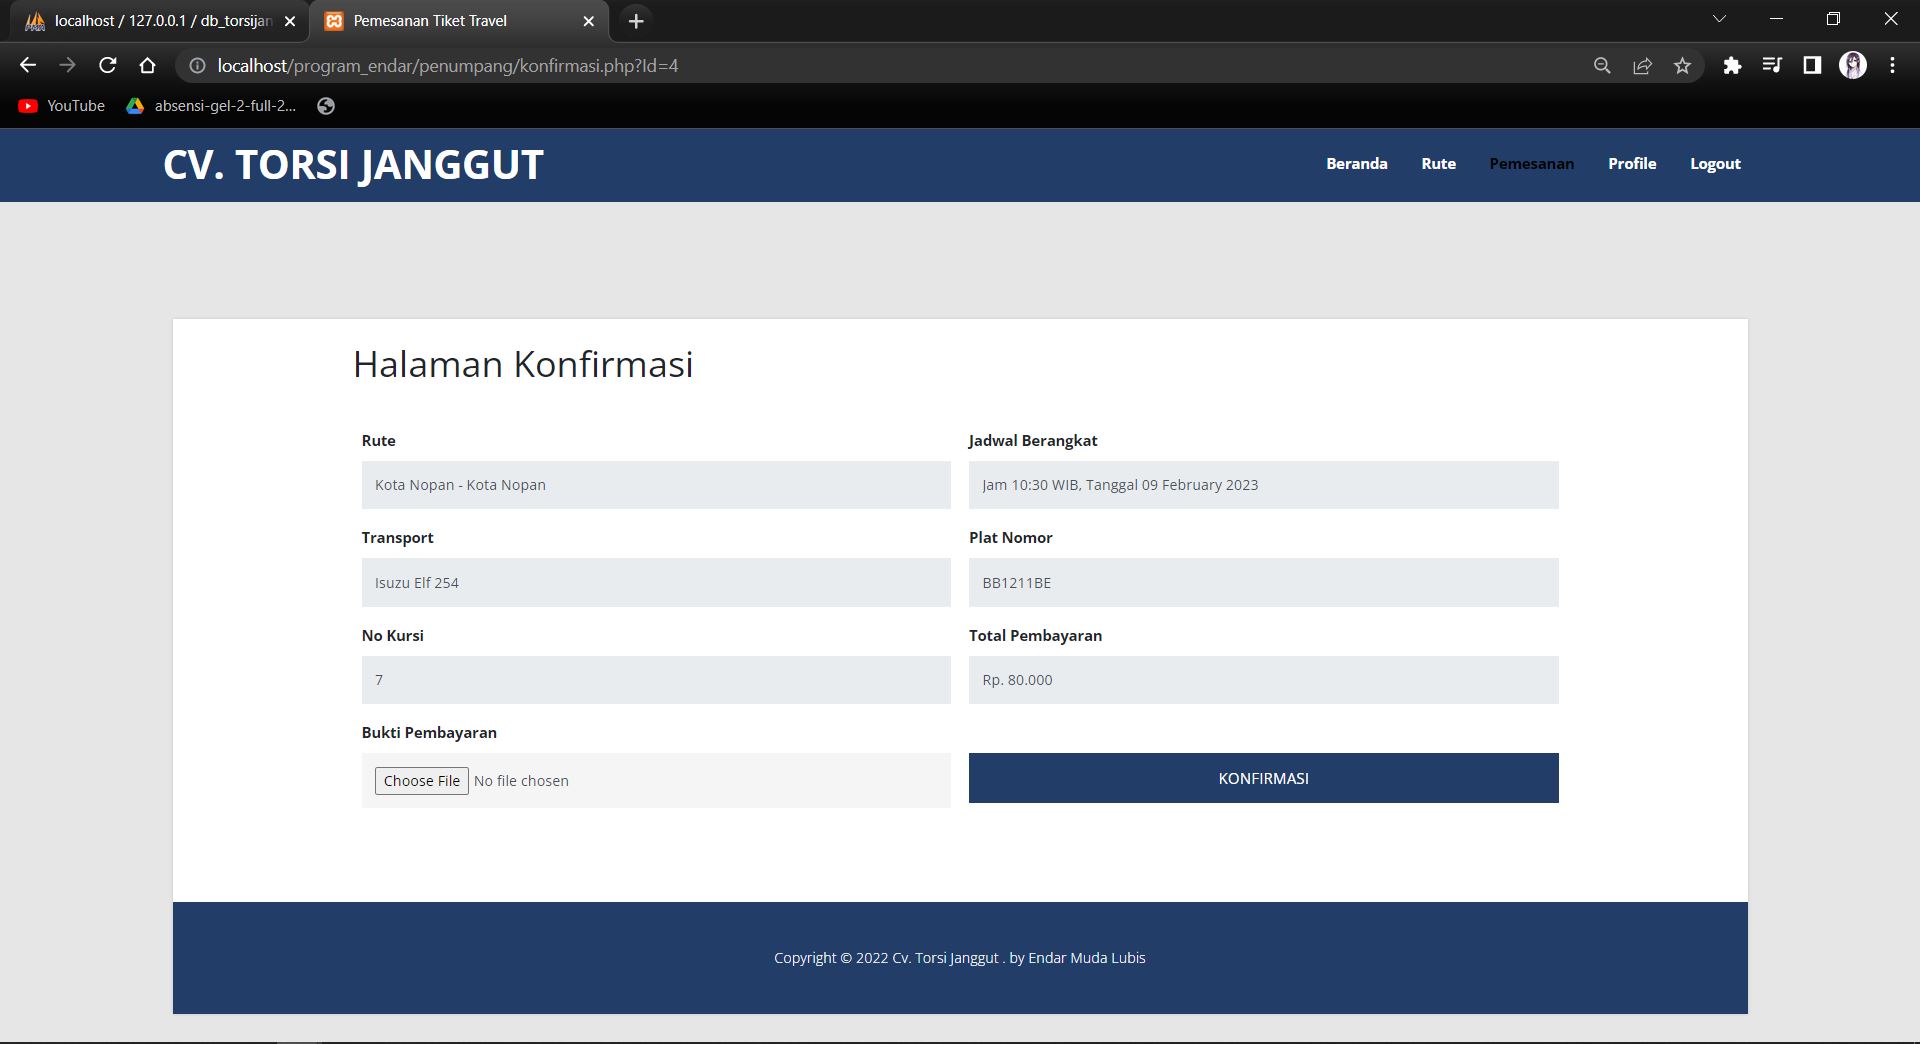 localhost / 127.0.0.1 / db_torsijan
Pemesanan Tiket Travel
localhost/program_endar/penumpang/konfirmasi.php?Id=4
YouTube
absensi-gel-2-full-2...
CV. TORSI JANGGUT
Beranda
Rute
Pemesanan
Profile
Logout
Halaman Konfirmasi
Rute
Jadwal Berangkat
Kota Nopan - Kota Nopan
Jam 10:30 WIB, Tanggal 09 February 2023
Transport
Plat Nomor
Isuzu Elf 254
BB1211BE
No Kursi
Total Pembayaran
7
Rp. 80.000
Bukti Pembayaran
Choose File No file chosen
KONFIRMASI
Copyright © 2022 Cv. Torsi Janggut . by Endar Muda Lubis